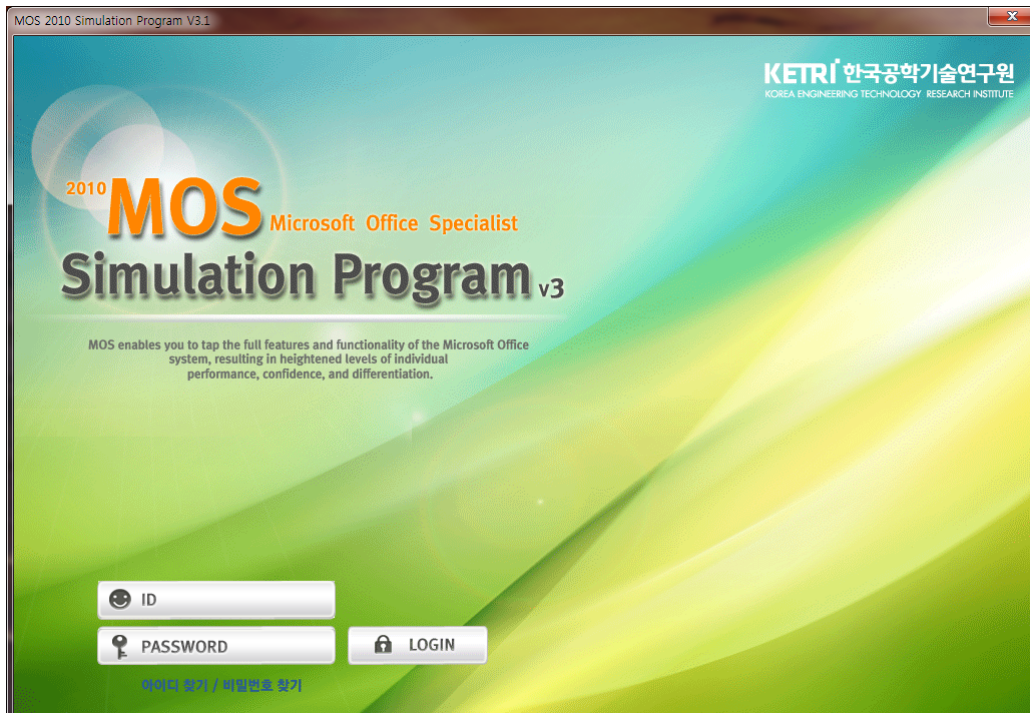 MOS 2010 Simulation Program V3.1
KETRI 한국공학기술연구원
KOREA ENGINEERING TECHNOLOGY RESEARCH INSTITUTE
2010 MOS Microsoft Office Specialist
Simulation Program v3
MOS enables you to tap the full features and functionality of the Microsoft Office
system, resulting in heightened levels of individual
performance, confidence, and differentiation.
ID
PASSWORD
LOGIN
아이디 찾기 / 비밀번호 찾기